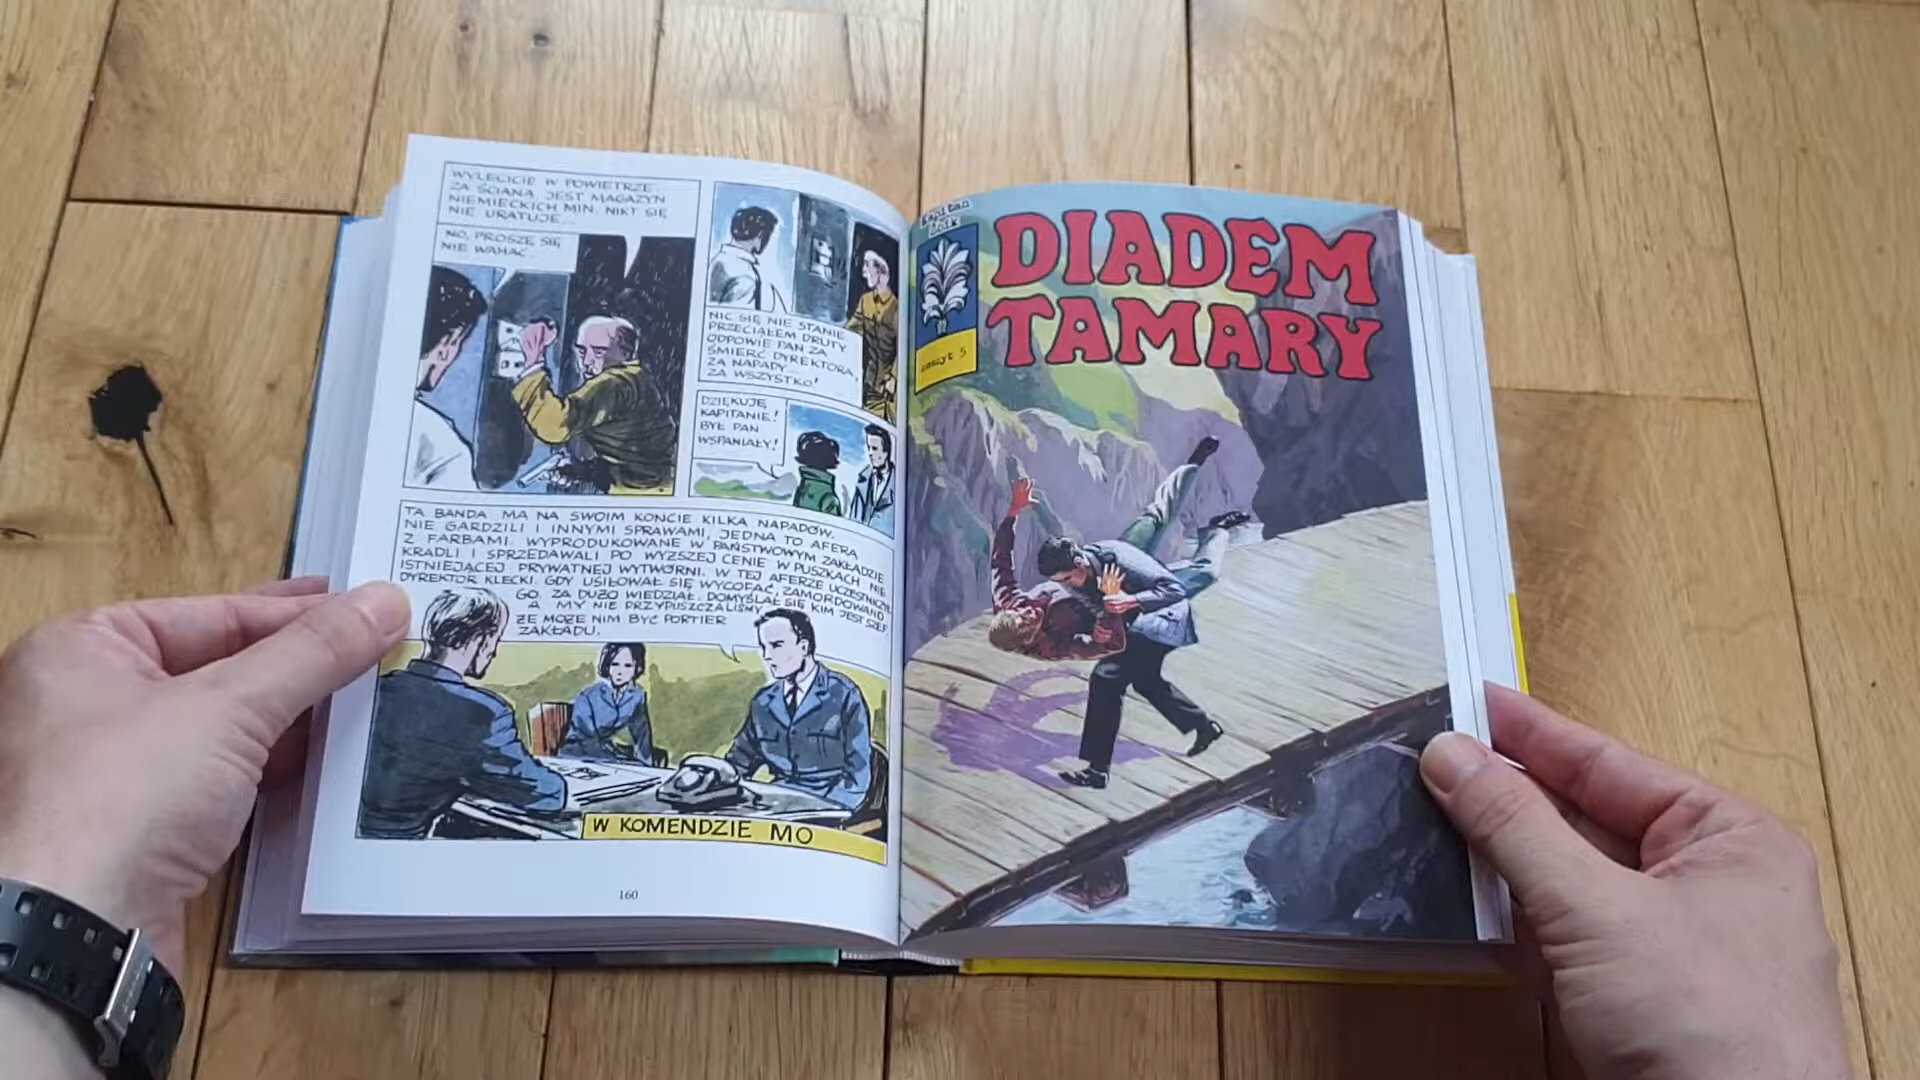 WYLECICIE W POWIETRZE.
ZA ŚCIANĄ JEST MAGAZYN
NIEMIECKICH MIN. NIKT SIĘ
NIE URATUJE...
NO, PROSZĘ SIĘ
NIE WAHAĆ...
NIC SIĘ NIE STANIE
PRZECIĄŁEM DRUTY
ODPOWIE PAN ZA
ŚMIERĆ DYREKTORA,
ZA NAPADY...
ZA WSZYSTKO!
DZIĘKUJĘ
KAPITANIE!
BYŁ PAN
WSPANIAŁY!
TA BANDA MA NA SWOIM KONCIE KILKA NAPADÓW.
NIE GARDZILI I INNYMI SPRAWAMI, JEDNA TO AFERA
Z FARBAMI. WYPRODUKOWANE W PAŃSTWOWYM ZAKŁADZIE
KRADLI I SPRZEDAWALI PO WYŻSZEJ CENIE W PUSZKACH NIE
ISTNIEJĄCEJ PRYWATNEJ WYTWÓRNI. W TEJ AFERZE UCZESTNICZYŁ
DYREKTOR KLECKI. GDY USIŁOWAŁ SIĘ WYCOFAĆ, ZAMORDOWANO
GO. ZA DUŻO WIEDZIAŁ. DOMYŚLAŁ SIĘ KIM JEST SZEF,
A MY NIE PRZYPUSZCZALIŚMY
ŻE MOŻE NIM BYĆ PORTIER
ZAKŁADU.
W KOMENDZIE MO
160
Kapitan
Żbik
zeszyt 5
DIADEM
TAMARY